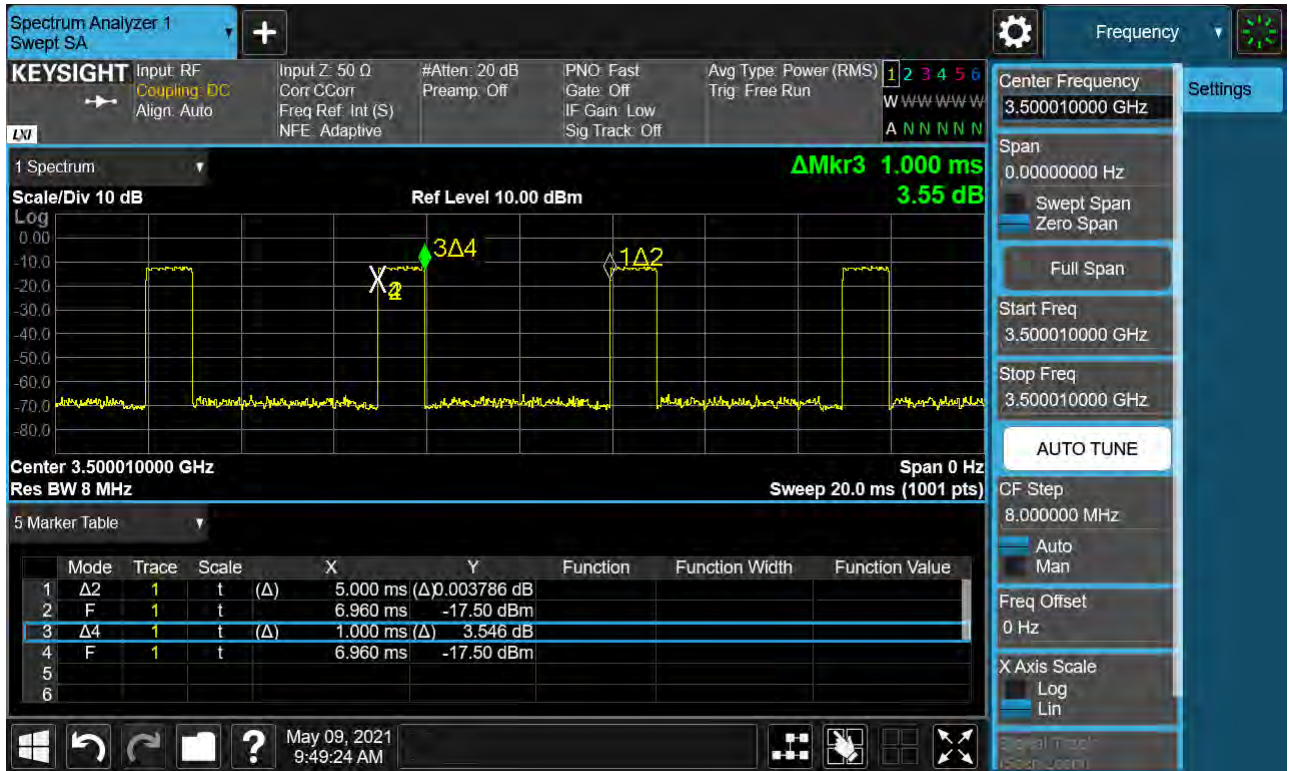 Spectrum Analyzer 1
Swept SA
+
Frequency
KEYSIGHT
LXI
Input: RF
Coupling: DC
Align: Auto
Input Z: 50 Ω
Corr CCorr
Freq Ref: Int (S)
NFE: Adaptive
#Atten: 20 dB
Preamp: Off
PNO: Fast
Gate: Off
IF Gain: Low
Sig Track: Off
Avg Type: Power (RMS)
Trig: Free Run
1 2 3 4 5 6
W W W W W W
A N N N N N
1 Spectrum
ΔMkr3 1.000 ms
3.55 dB
Scale/Div 10 dB
Ref Level 10.00 dBm
Log
0.00
-10.0
-20.0
-30.0
-40.0
-50.0
-60.0
-70.0
-80.0
3Δ4
1Δ2
Center 3.500010000 GHz
Span 0 Hz
Res BW 8 MHz
Sweep 20.0 ms (1001 pts)
5 Marker Table
Mode Trace Scale X Y Function Function Width Function Value
1 Δ2 1 t (Δ) 5.000 ms (Δ)0.003786 dB
2 F 1 t 6.960 ms -17.50 dBm
3 Δ4 1 t (Δ) 1.000 ms (Δ) 3.546 dB
4 F 1 t 6.960 ms -17.50 dBm
5
6
?
May 09, 2021
9:49:24 AM
Center Frequency
3.500010000 GHz
Settings
Span
0.00000000 Hz
Swept Span
Zero Span
Full Span
Start Freq
3.500010000 GHz
Stop Freq
3.500010000 GHz
AUTO TUNE
CF Step
8.000000 MHz
Auto
Man
Freq Offset
0 Hz
X Axis Scale
Log
Lin